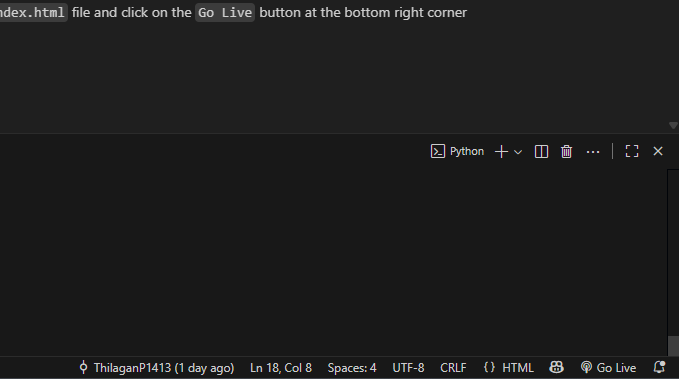 ndex.html file and click on the Go Live button at the bottom right corner
Python
ThilaganP1413 (1 day ago) Ln 18, Col 8 Spaces: 4 UTF-8 CRLF {} HTML Go Live